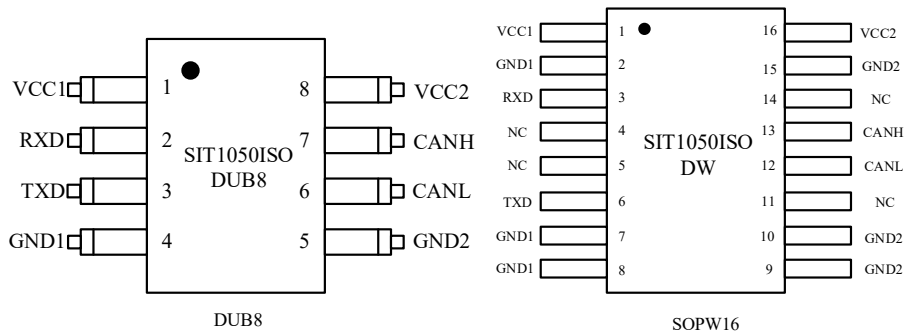 VCC1 1 8 VCC2
RXD 2 7 CANH
SIT1050ISO
DUB8
TXD 3 6 CANL
GND1 4 5 GND2
DUB8
VCC1 1 16 VCC2
GND1 2 15 GND2
RXD 3 14 NC
NC 4 13 CANH
SIT1050ISO
DW
NC 5 12 CANL
TXD 6 11 NC
GND1 7 10 GND2
GND1 8 9 GND2
SOPW16